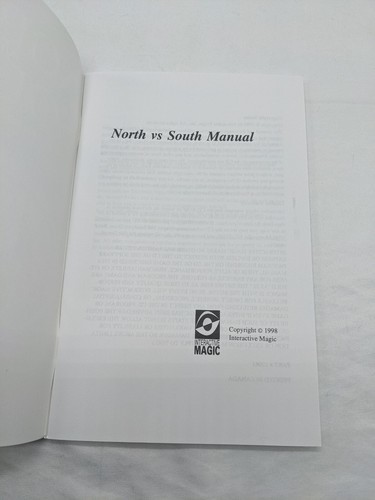 North vs South Manual
INTERACTIVE
MAGIC
Copyright © 1998
Interactive Magic